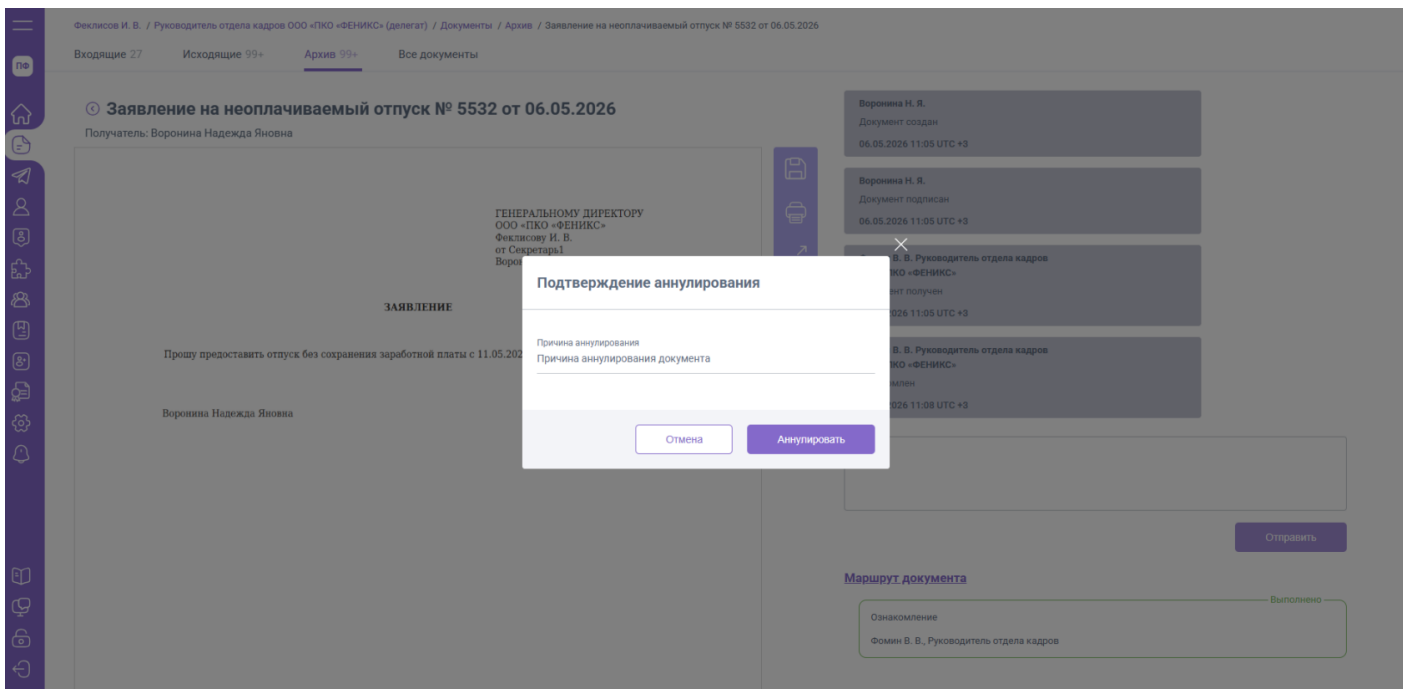 Феклисов И. В. / Руководитель отдела кадров ООО «ПКО «ФЕНИКС» (делегат) / Документы / Архив / Заявление на неоплачиваемый отпуск № 5532 от 06.05.2026
Входящие 27 Исходящие 99+ Архив 99+ Все документы
ПФ
Заявление на неоплачиваемый отпуск № 5532 от 06.05.2026
Получатель: Воронина Надежда Яновна
ГЕНЕРАЛЬНОМУ ДИРЕКТОРУ
ООО «ПКО «ФЕНИКС»
Феклисову И. В.
от Секретарь1
Ворон
ЗАЯВЛЕНИЕ
Прошу предоставить отпуск без сохранения заработной платы с 11.05.202
Воронина Надежда Яновна
Подтверждение аннулирования
Причина аннулирования
Причина аннулирования документа
Отмена Аннулировать
Воронина Н. Я.
Документ создан
06.05.2026 11:05 UTC +3
Воронина Н. Я.
Документ подписан
06.05.2026 11:05 UTC +3
В. В. Руководитель отдела кадров
ПКО «ФЕНИКС»
ент получен
026 11:05 UTC +3
В. В. Руководитель отдела кадров
ПКО «ФЕНИКС»
омлен
026 11:08 UTC +3
Отправить
Маршрут документа
Выполнено
Ознакомление
Фомин В. В., Руководитель отдела кадров